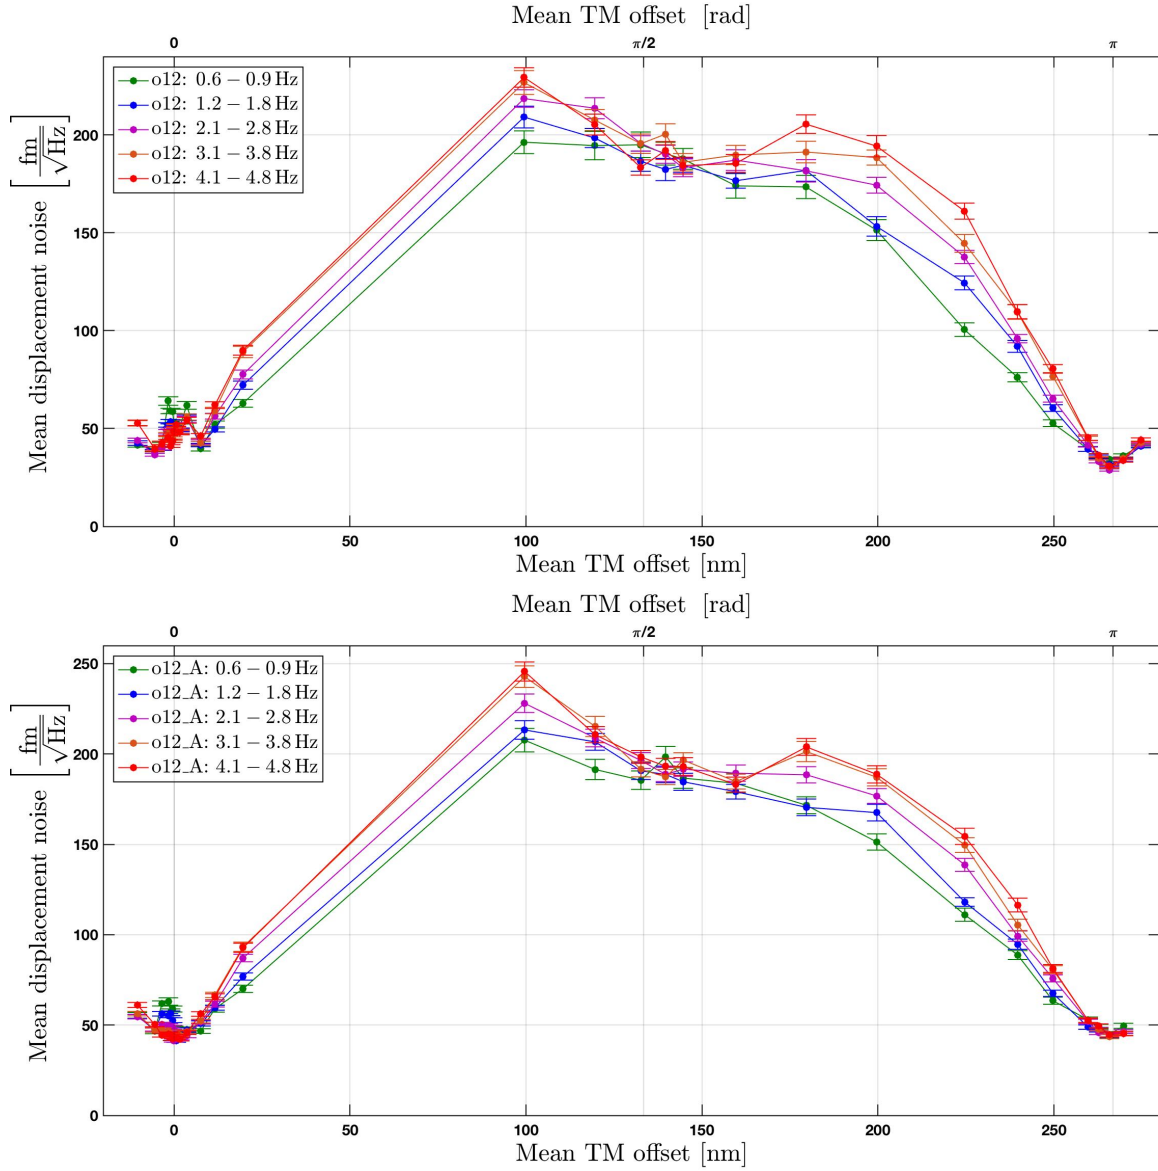 Mean TM offset [rad]
0 π/2 π
o12: 0.6 − 0.9 Hz
o12: 1.2 − 1.8 Hz
o12: 2.1 − 2.8 Hz
o12: 3.1 − 3.8 Hz
o12: 4.1 − 4.8 Hz
Mean displacement noise [fm/√Hz]
200
150
100
50
0
0 50 100 150 200 250
Mean TM offset [nm]
Mean TM offset [rad]
0 π/2 π
o12_A: 0.6 − 0.9 Hz
o12_A: 1.2 − 1.8 Hz
o12_A: 2.1 − 2.8 Hz
o12_A: 3.1 − 3.8 Hz
o12_A: 4.1 − 4.8 Hz
Mean displacement noise [fm/√Hz]
250
200
150
100
50
0
0 50 100 150 200 250
Mean TM offset [nm]